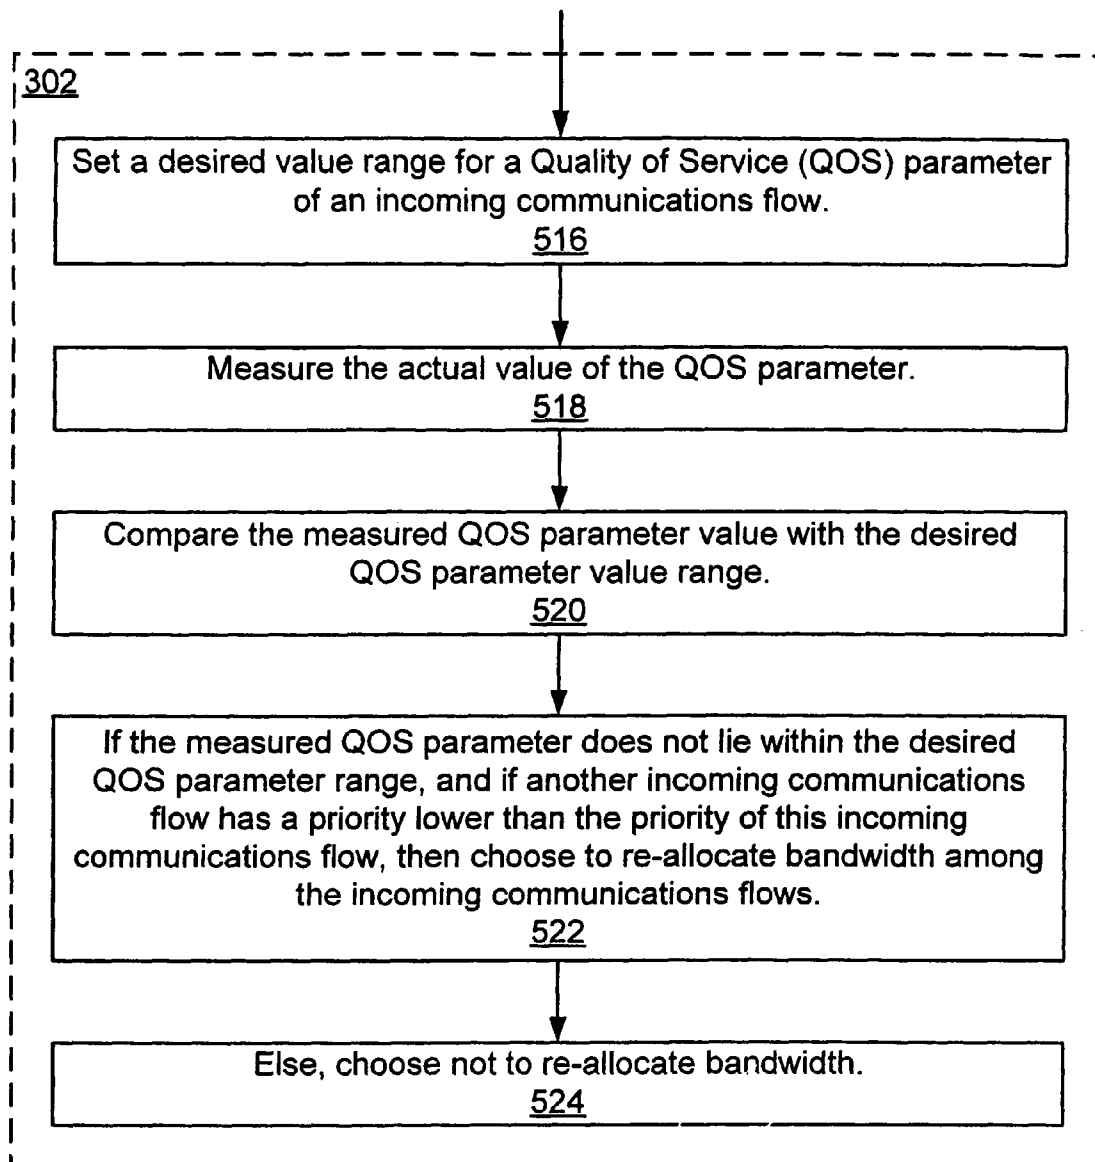 302
Set a desired value range for a Quality of Service (QOS) parameter
of an incoming communications flow.
516
Measure the actual value of the QOS parameter.
518
Compare the measured QOS parameter value with the desired
QOS parameter value range.
520
If the measured QOS parameter does not lie within the desired
QOS parameter range, and if another incoming communications
flow has a priority lower than the priority of this incoming
communications flow, then choose to re-allocate bandwidth among
the incoming communications flows.
522
Else, choose not to re-allocate bandwidth.
524